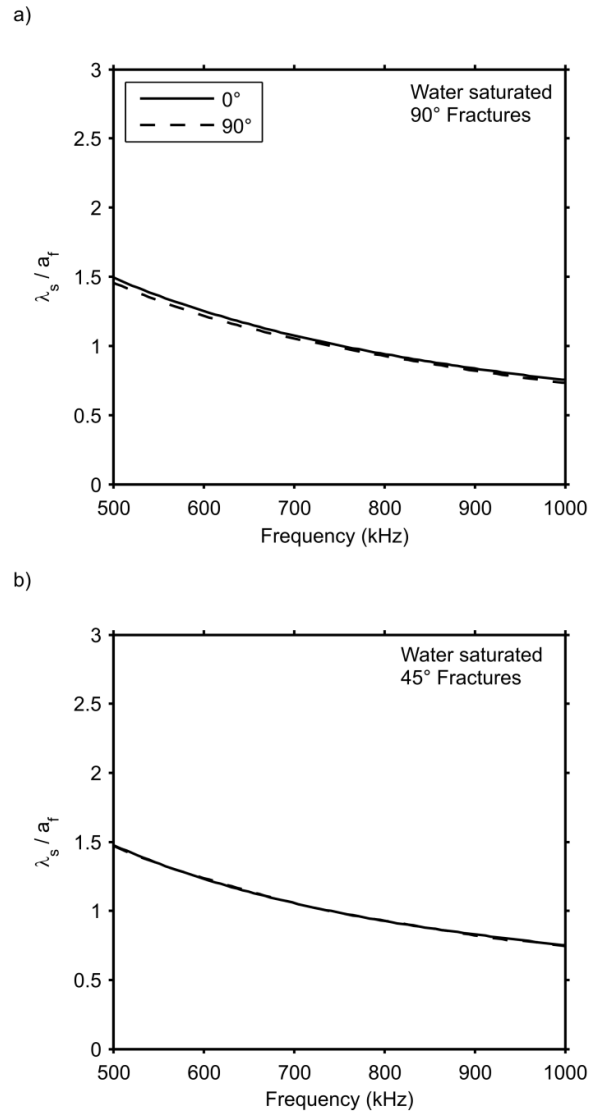 a)
3
2.5
2
1.5
1
0.5
0
λs / af
0°
90°
Water saturated
90° Fractures
500 600 700 800 900 1000
Frequency (kHz)
b)
3
2.5
2
1.5
1
0.5
0
λs / af
Water saturated
45° Fractures
500 600 700 800 900 1000
Frequency (kHz)